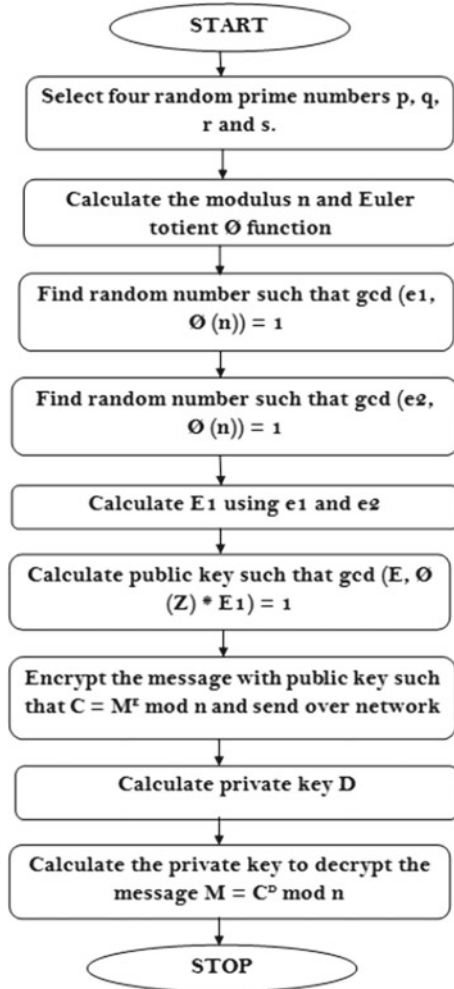 START
Select four random prime numbers p, q,
r and s.
Calculate the modulus n and Euler
totient Ø function
Find random number such that gcd (e1,
Ø (n)) = 1
Find random number such that gcd (e2,
Ø (n)) = 1
Calculate E1 using e1 and e2
Calculate public key such that gcd (E, Ø
(Z) * E1) = 1
Encrypt the message with public key such
that C = Mᴱ mod n and send over network
Calculate private key D
Calculate the private key to decrypt the
message M = Cᴰ mod n
STOP